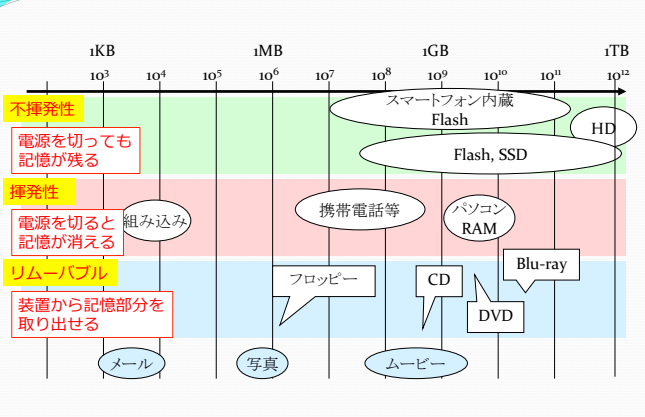 1KB 1MB 1GB 1TB
10³ 10⁴ 10⁵ 10⁶ 10⁷ 10⁸ 10⁹ 10¹⁰ 10¹¹ 10¹²
不揮発性
電源を切っても
記憶が残る
スマートフォン内蔵
Flash
HD
Flash, SSD
揮発性
電源を切ると
記憶が消える
組み込み
携帯電話等
パソコン
RAM
リムーバブル
装置から記憶部分を
取り出せる
フロッピー
CD
DVD
Blu-ray
メール
写真
ムービー